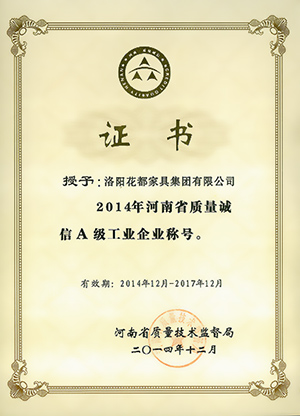 证书
授予：洛阳花都家具集团有限公司
2014年河南省质量诚
信A级工业企业称号。
有效期：2014年12月-2017年12月
河南省质量技术监督局
二〇一四年十二月